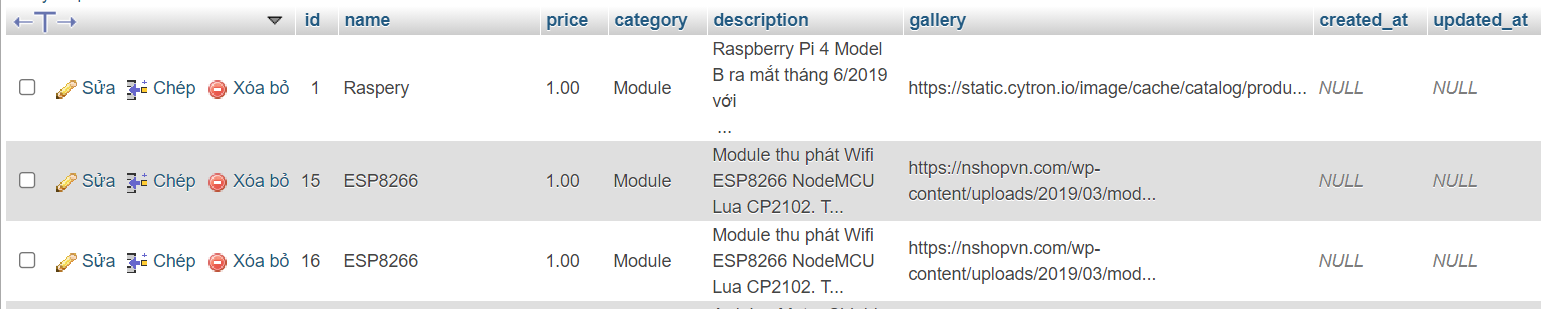 id name price category description gallery created_at updated_at
Sửa Chép Xóa bỏ 1 Raspery 1.00 Module
Raspberry Pi 4 Model
B ra mắt tháng 6/2019
với
...
https://static.cytron.io/image/cache/catalog/produ... NULL NULL
Sửa Chép Xóa bỏ 15 ESP8266 1.00 Module
Module thu phát Wifi
ESP8266 NodeMCU
Lua CP2102. T...
https://nshopvn.com/wp-
content/uploads/2019/03/mod...
NULL NULL
Sửa Chép Xóa bỏ 16 ESP8266 1.00 Module
Module thu phát Wifi
ESP8266 NodeMCU
Lua CP2102. T...
https://nshopvn.com/wp-
content/uploads/2019/03/mod...
NULL NULL